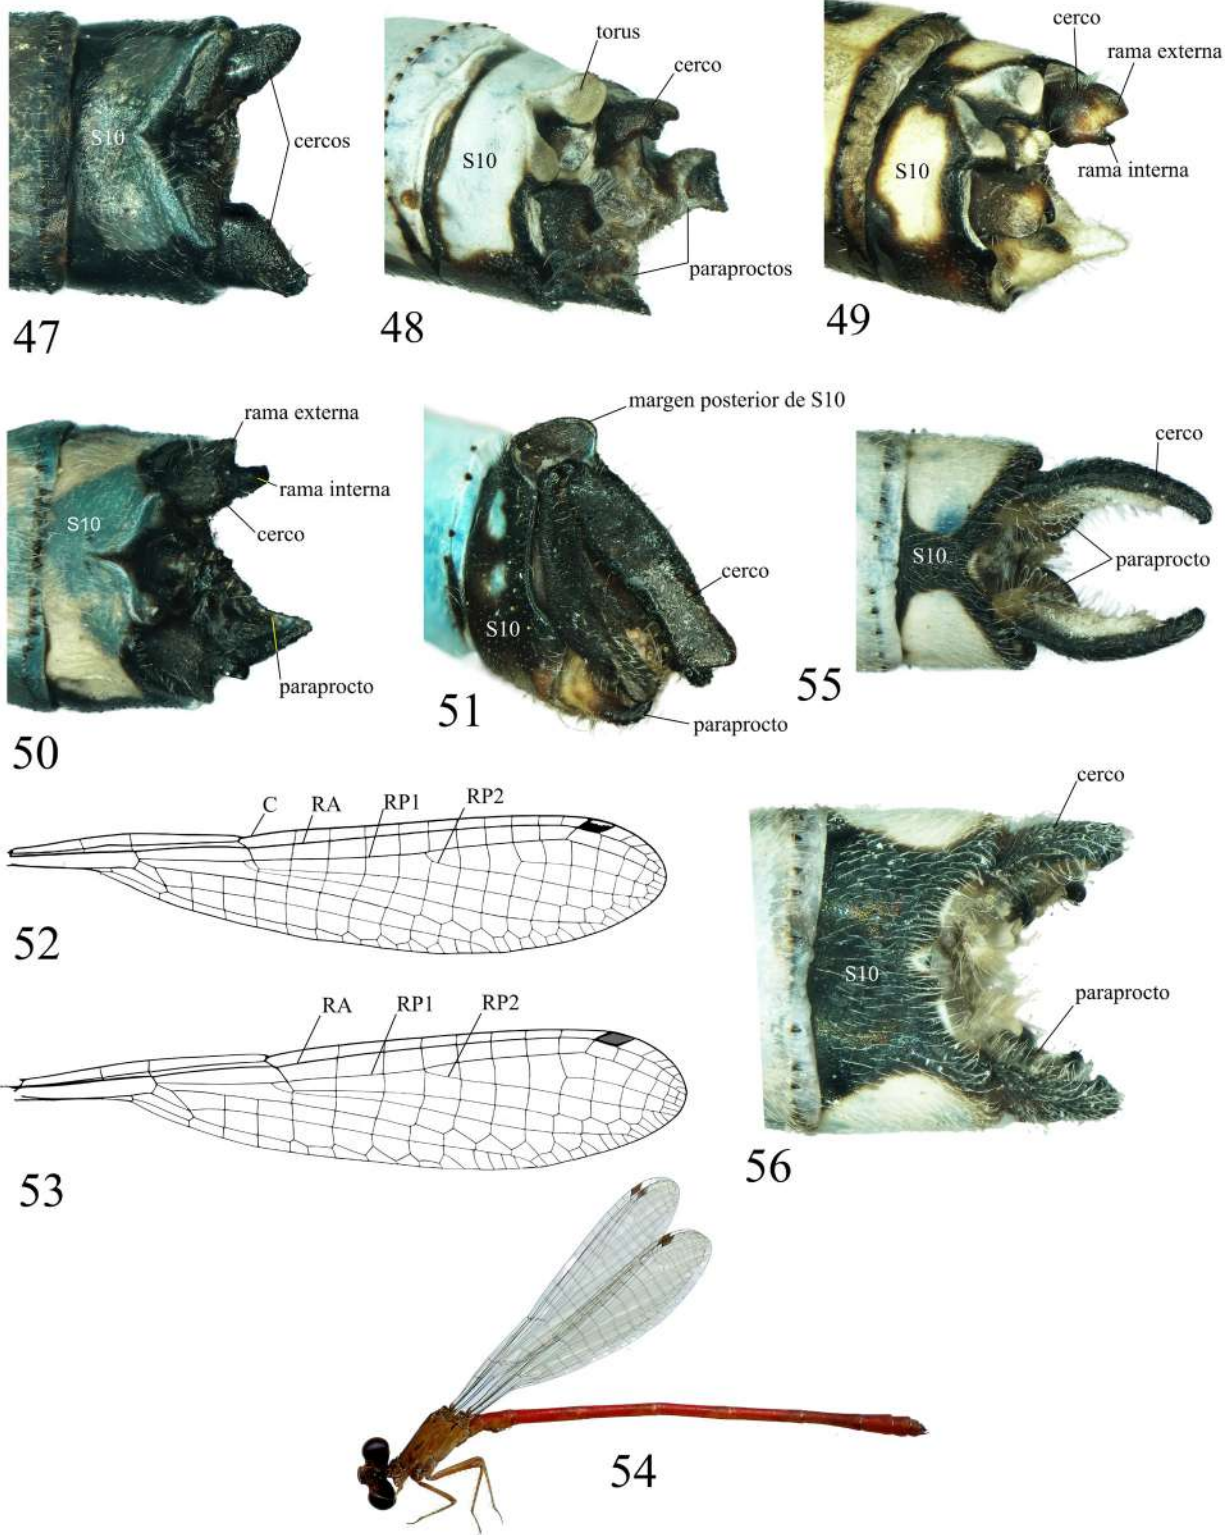 S10
cercos
47
torus
cerco
S10
paraproctos
48
cerco
rama externa
S10
rama interna
49
rama externa
rama interna
S10
cerco
paraprocto
50
margen posterior de S10
cerco
S10
paraprocto
51
cerco
S10
paraprocto
55
C
RA
RP1
RP2
52
RA
RP1
RP2
53
cerco
S10
paraprocto
56
54